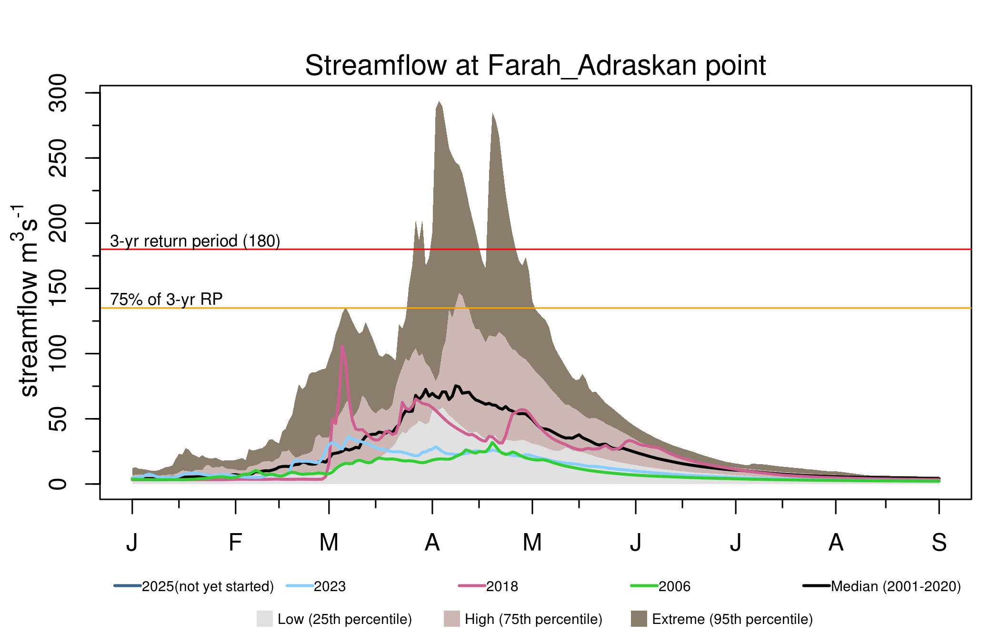 Streamflow at Farah_Adraskan point
streamflow m³s⁻¹
300
250
200
150
100
50
0
3-yr return period (180)
75% of 3-yr RP
J F M A M J J A S
2025(not yet started) 2023 2018 2006 Median (2001-2020)
Low (25th percentile) High (75th percentile) Extreme (95th percentile)